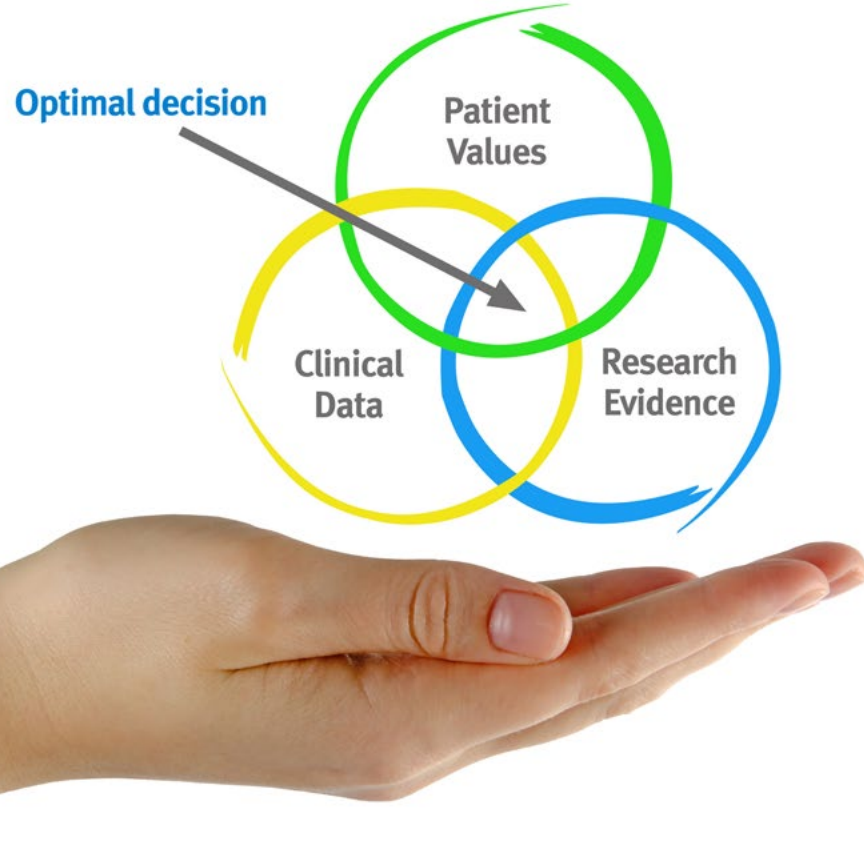 Optimal decision
Patient
Values
Clinical
Data
Research
Evidence